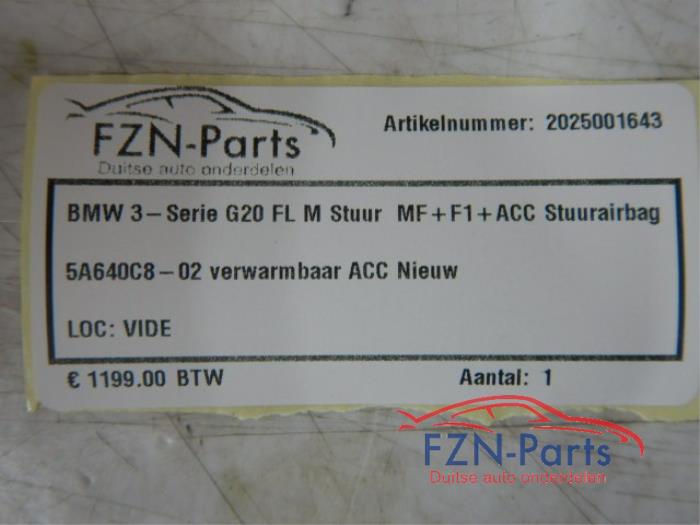 FZN-Parts
Duitse auto onderdelen
Artikelnummer: 2025001643
BMW 3-Serie G20 FL M Stuur MF+F1+ACC Stuurairbag
5A640C8-02 verwarmbaar ACC Nieuw
LOC: VIDE
€ 1199.00 BTW
Aantal: 1
FZN-Parts
Duitse auto onderdelen